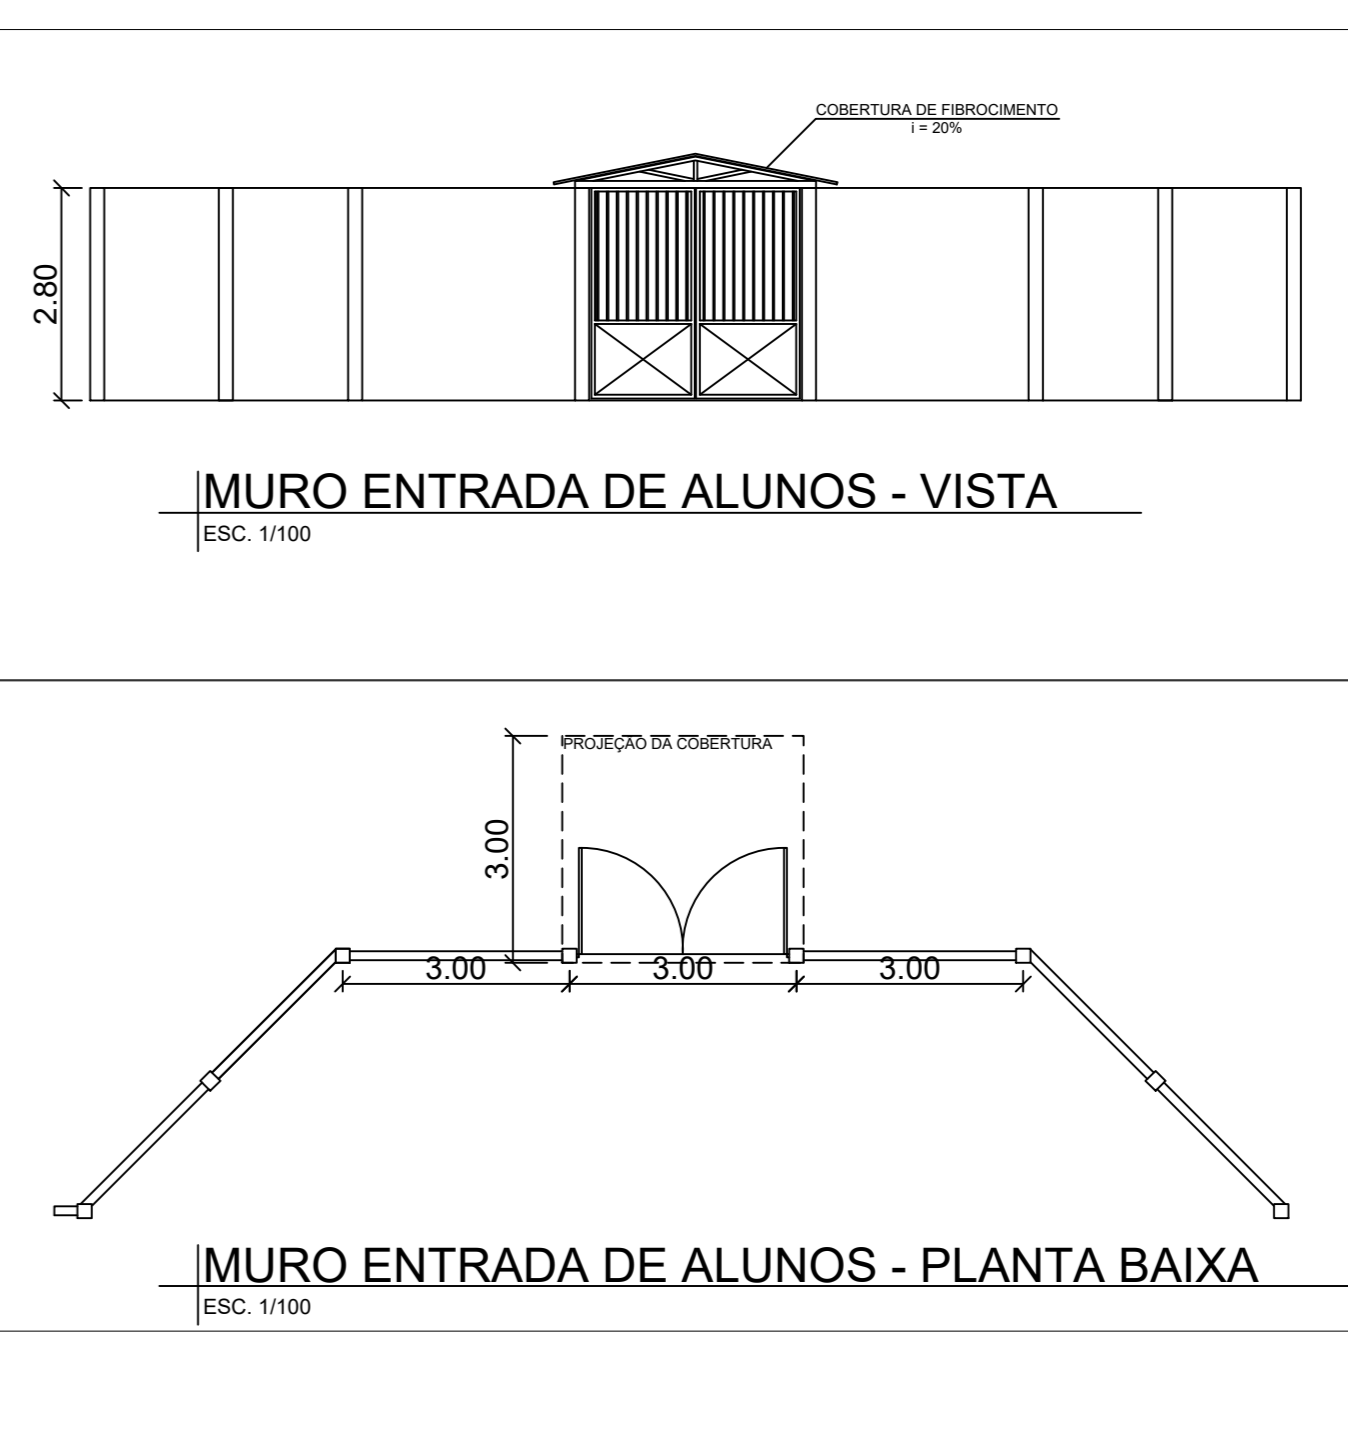 COBERTURA DE FIBROCIMENTO
i = 20%
2.80
MURO ENTRADA DE ALUNOS - VISTA
ESC. 1/100
PROJEÇÃO DA COBERTURA
3.00
3.00
3.00
3.00
MURO ENTRADA DE ALUNOS - PLANTA BAIXA
ESC. 1/100